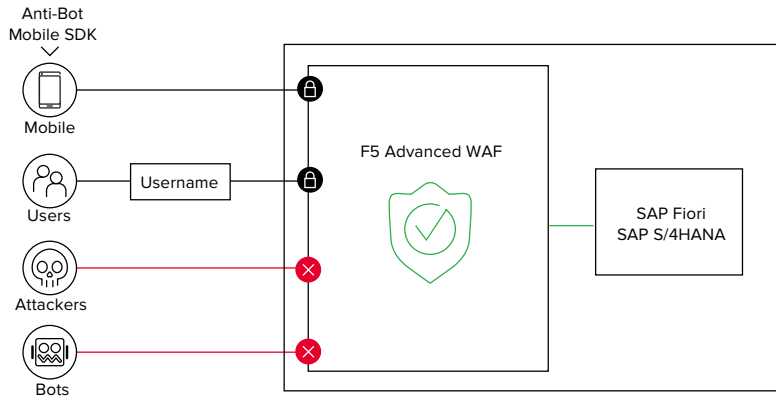 Anti-Bot
Mobile SDK
Mobile
Users
Username
Attackers
Bots
F5 Advanced WAF
SAP Fiori
SAP S/4HANA